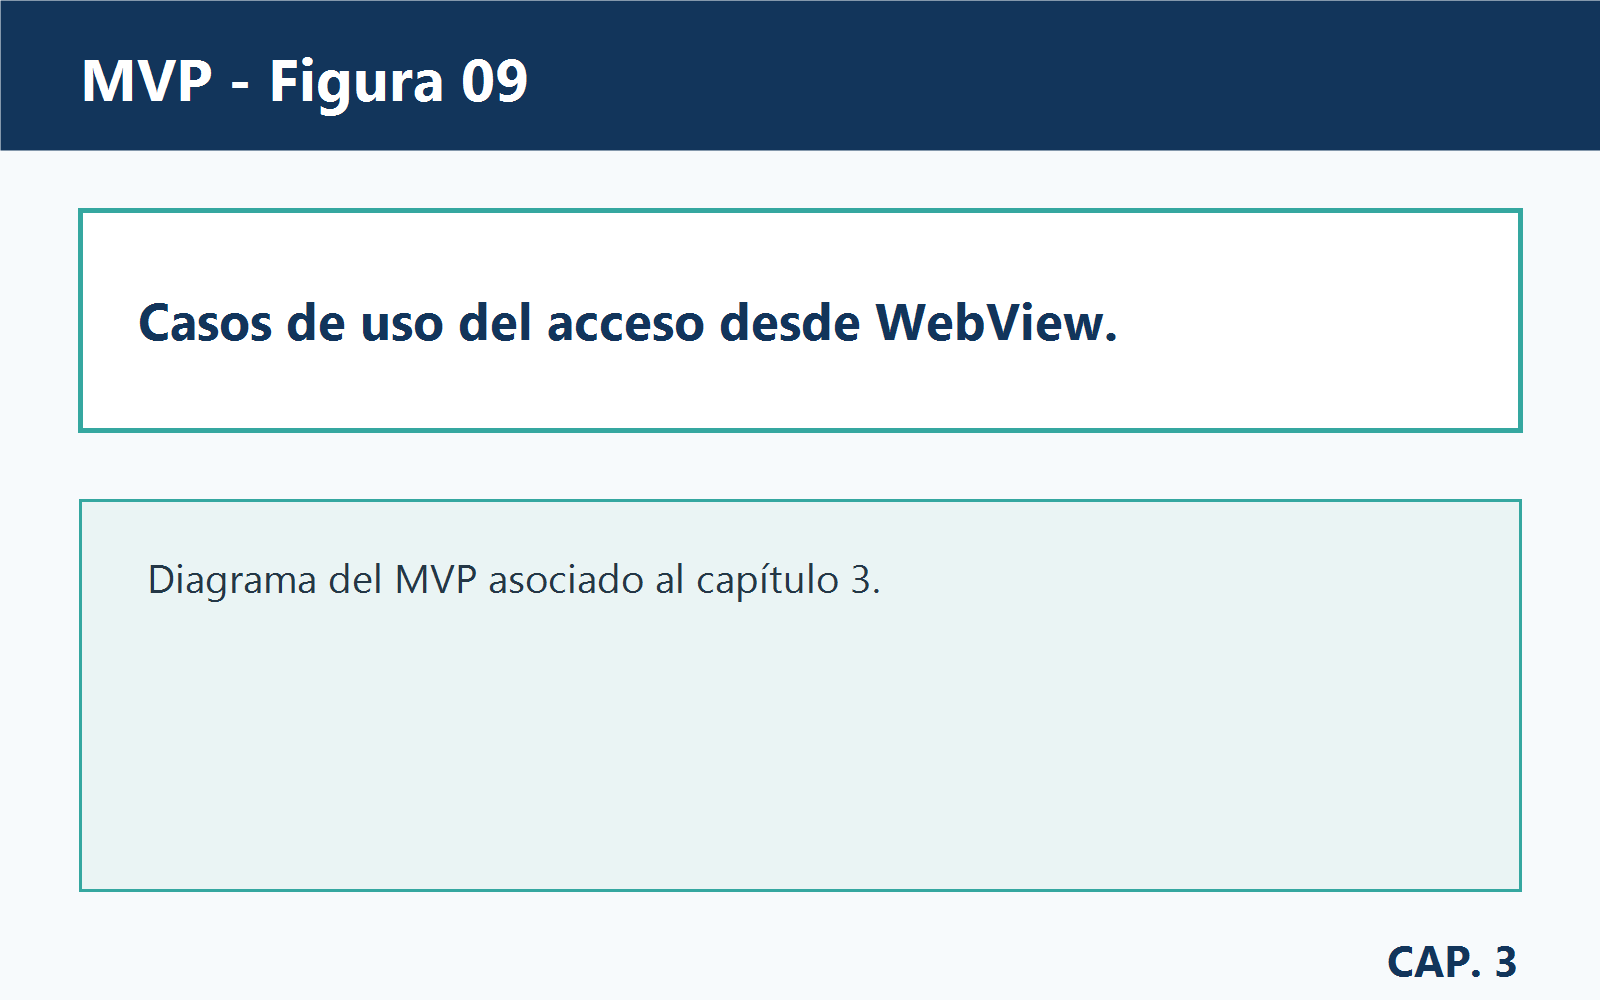 MVP - Figura 09
Casos de uso del acceso desde WebView.
Diagrama del MVP asociado al capítulo 3.
CAP. 3